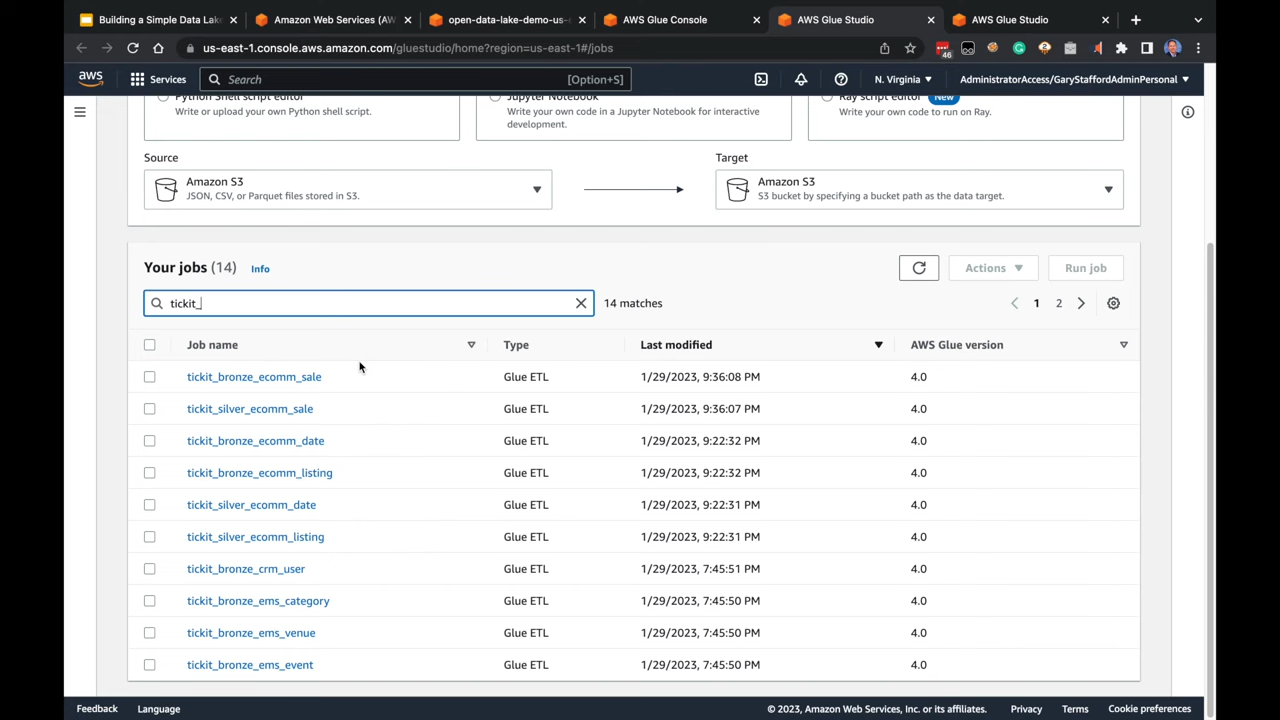 Building a Simple Data Lake
Amazon Web Services (AW
open-data-lake-demo-us-e
AWS Glue Console
AWS Glue Studio
AWS Glue Studio
us-east-1.console.aws.amazon.com/gluestudio/home?region=us-east-1#/jobs
46
aws
Services
Search
[Option+S]
N. Virginia
AdministratorAccess/GaryStaffordAdminPersonal
Python Shell script editor
Write or upload your own Python shell script.
Jupyter Notebook
Write your own code in a Jupyter Notebook for interactive
development.
Ray script editor New
Write your own code to run on Ray.
Source
Target
Amazon S3
JSON, CSV, or Parquet files stored in S3.
Amazon S3
S3 bucket by specifying a bucket path as the data target.
Your jobs (14) Info
Actions
Run job
tickit_
14 matches
1 2
Job name Type Last modified AWS Glue version
tickit_bronze_ecomm_sale Glue ETL 1/29/2023, 9:36:08 PM 4.0
tickit_silver_ecomm_sale Glue ETL 1/29/2023, 9:36:07 PM 4.0
tickit_bronze_ecomm_date Glue ETL 1/29/2023, 9:22:32 PM 4.0
tickit_bronze_ecomm_listing Glue ETL 1/29/2023, 9:22:32 PM 4.0
tickit_silver_ecomm_date Glue ETL 1/29/2023, 9:22:31 PM 4.0
tickit_silver_ecomm_listing Glue ETL 1/29/2023, 9:22:31 PM 4.0
tickit_bronze_crm_user Glue ETL 1/29/2023, 7:45:51 PM 4.0
tickit_bronze_ems_category Glue ETL 1/29/2023, 7:45:50 PM 4.0
tickit_bronze_ems_venue Glue ETL 1/29/2023, 7:45:50 PM 4.0
tickit_bronze_ems_event Glue ETL 1/29/2023, 7:45:50 PM 4.0
Feedback Language © 2023, Amazon Web Services, Inc. or its affiliates. Privacy Terms Cookie preferences